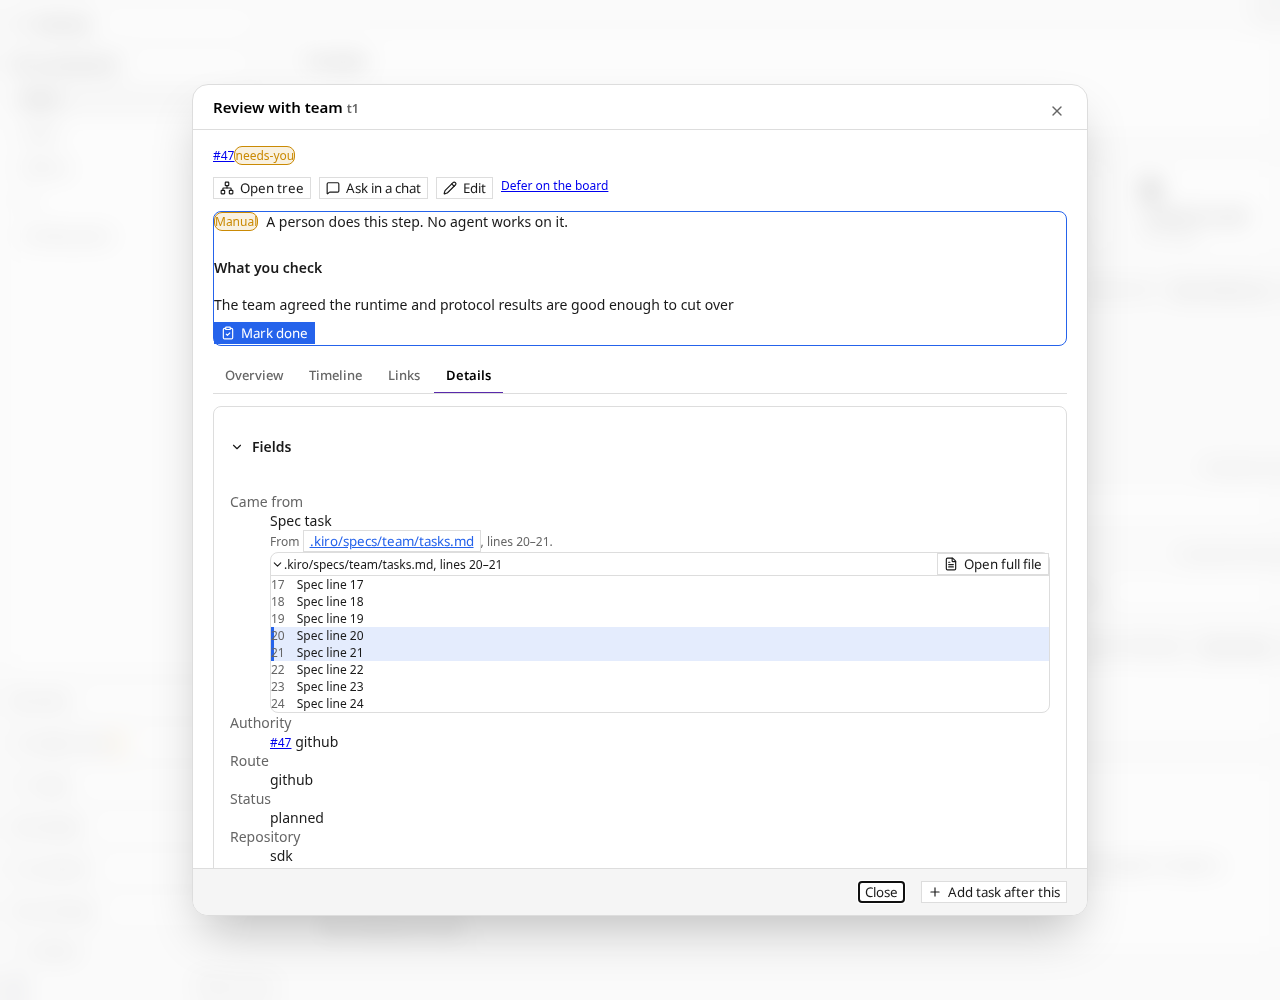 Review with team t1
#47 needs-you
Open tree Ask in a chat Edit Defer on the board
Manual A person does this step. No agent works on it.
What you check
The team agreed the runtime and protocol results are good enough to cut over
Mark done
Overview Timeline Links Details
Fields
Came from
Spec task
From .kiro/specs/team/tasks.md, lines 20–21.
.kiro/specs/team/tasks.md, lines 20–21 Open full file
17 Spec line 17
18 Spec line 18
19 Spec line 19
20 Spec line 20
21 Spec line 21
22 Spec line 22
23 Spec line 23
24 Spec line 24
Authority
#47 github
Route
github
Status
planned
Repository
sdk
Close Add task after this